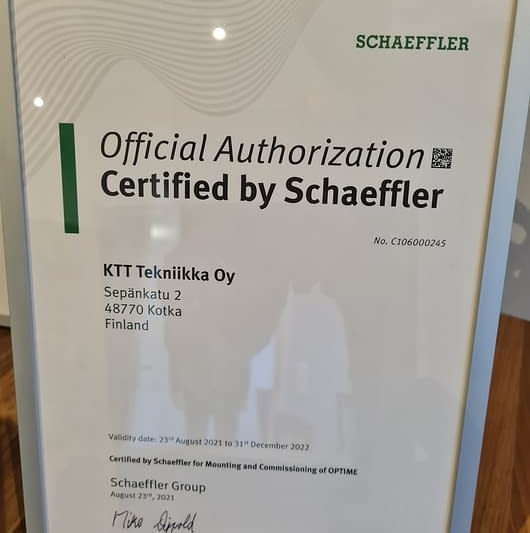 SCHAEFFLER
Official Authorization
Certified by Schaeffler
No. C106000245
KTT Tekniikka Oy
Sepänkatu 2
48770 Kotka
Finland
Validity date: 23rd August 2021 to 31st December 2022
Certified by Schaeffler for Mounting and Commissioning of OPTIME
Schaeffler Group
August 23rd, 2021
Mike